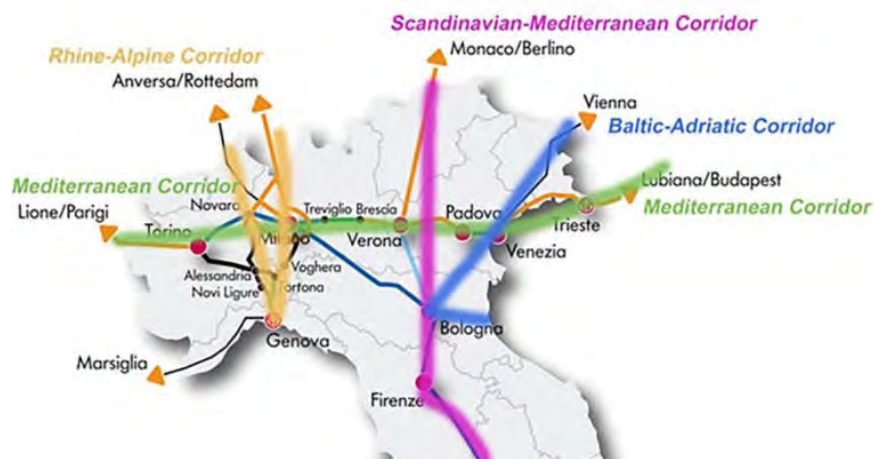 Scandinavian-Mediterranean Corridor
Monaco/Berlino
Rhine-Alpine Corridor
Anversa/Rottedam
Vienna
Baltic-Adriatic Corridor
Mediterranean Corridor
Lione/Parigi
Lubiana/Budapest
Mediterranean Corridor
Novara
Treviglio Brescia
Padova
Torino
Milano
Verona
Trieste
Venezia
Alessandria
Voghera
Novi Ligure
Tortona
Genova
Bologna
Marsiglia
Firenze